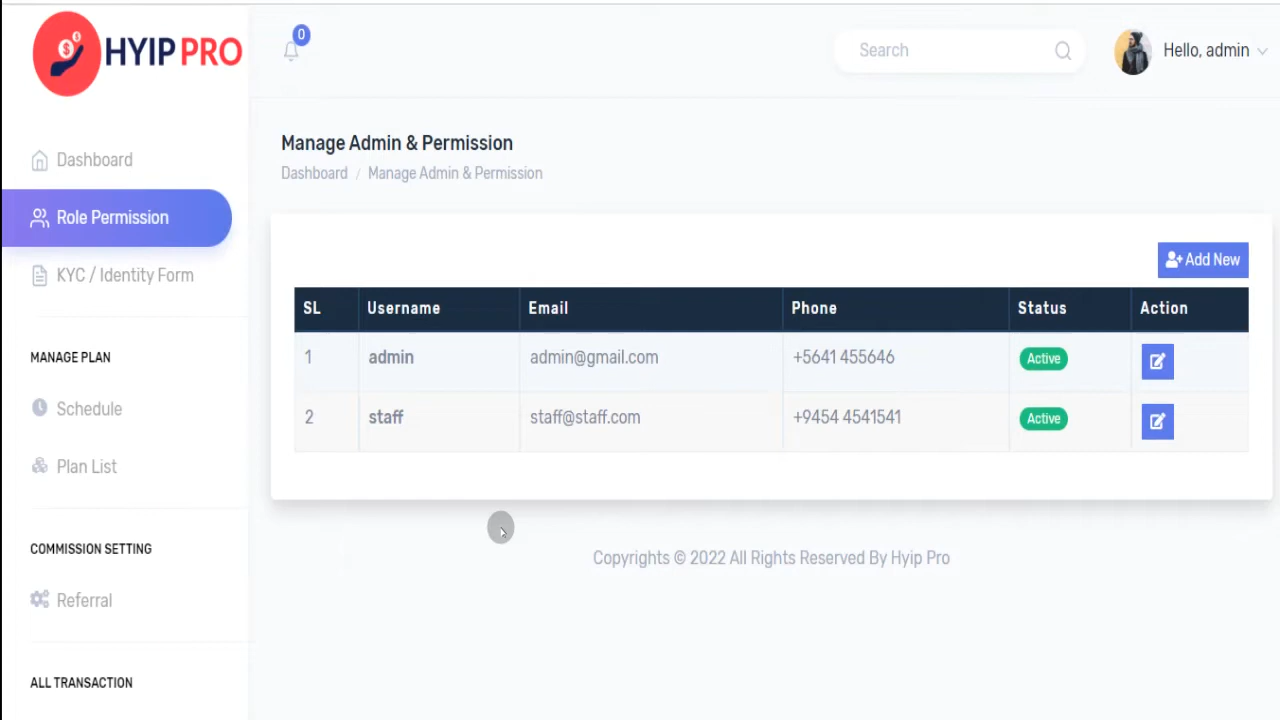 HYIP PRO
0
Search
Hello, admin
Dashboard
Role Permission
KYC / Identity Form
MANAGE PLAN
Schedule
Plan List
COMMISSION SETTING
Referral
ALL TRANSACTION
Manage Admin & Permission
Dashboard / Manage Admin & Permission
Add New
SL Username Email Phone Status Action
1 admin admin@gmail.com +5641 455646 Active
2 staff staff@staff.com +9454 4541541 Active
Copyrights © 2022 All Rights Reserved By Hyip Pro